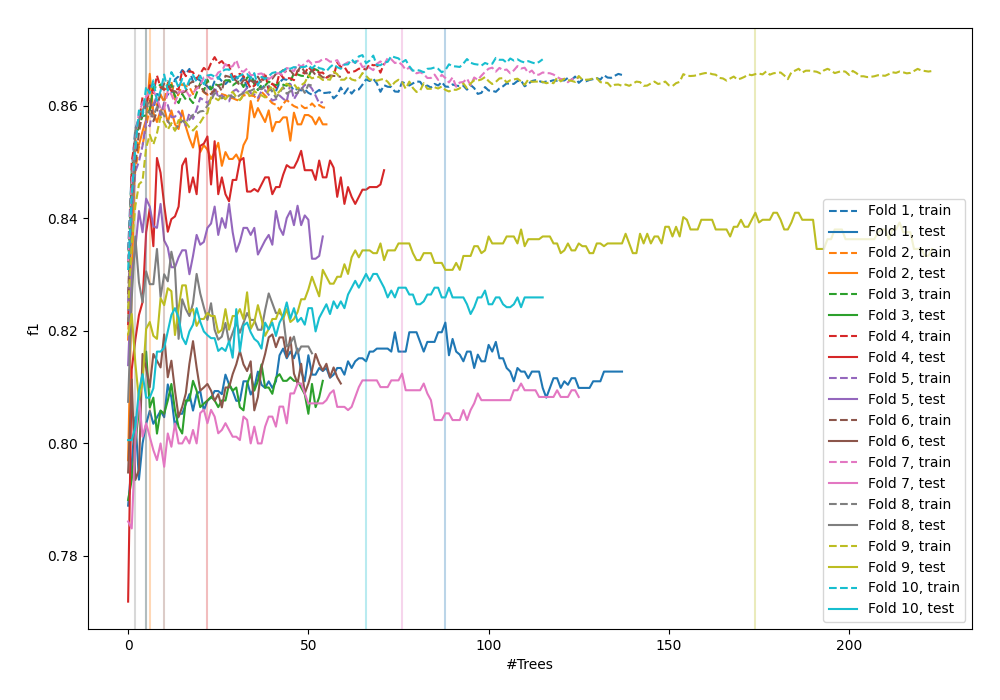 0.86
0.84
0.82
0.80
0.78
f1
0
50
100
150
200
#Trees
Fold 1, train
Fold 1, test
Fold 2, train
Fold 2, test
Fold 3, train
Fold 3, test
Fold 4, train
Fold 4, test
Fold 5, train
Fold 5, test
Fold 6, train
Fold 6, test
Fold 7, train
Fold 7, test
Fold 8, train
Fold 8, test
Fold 9, train
Fold 9, test
Fold 10, train
Fold 10, test